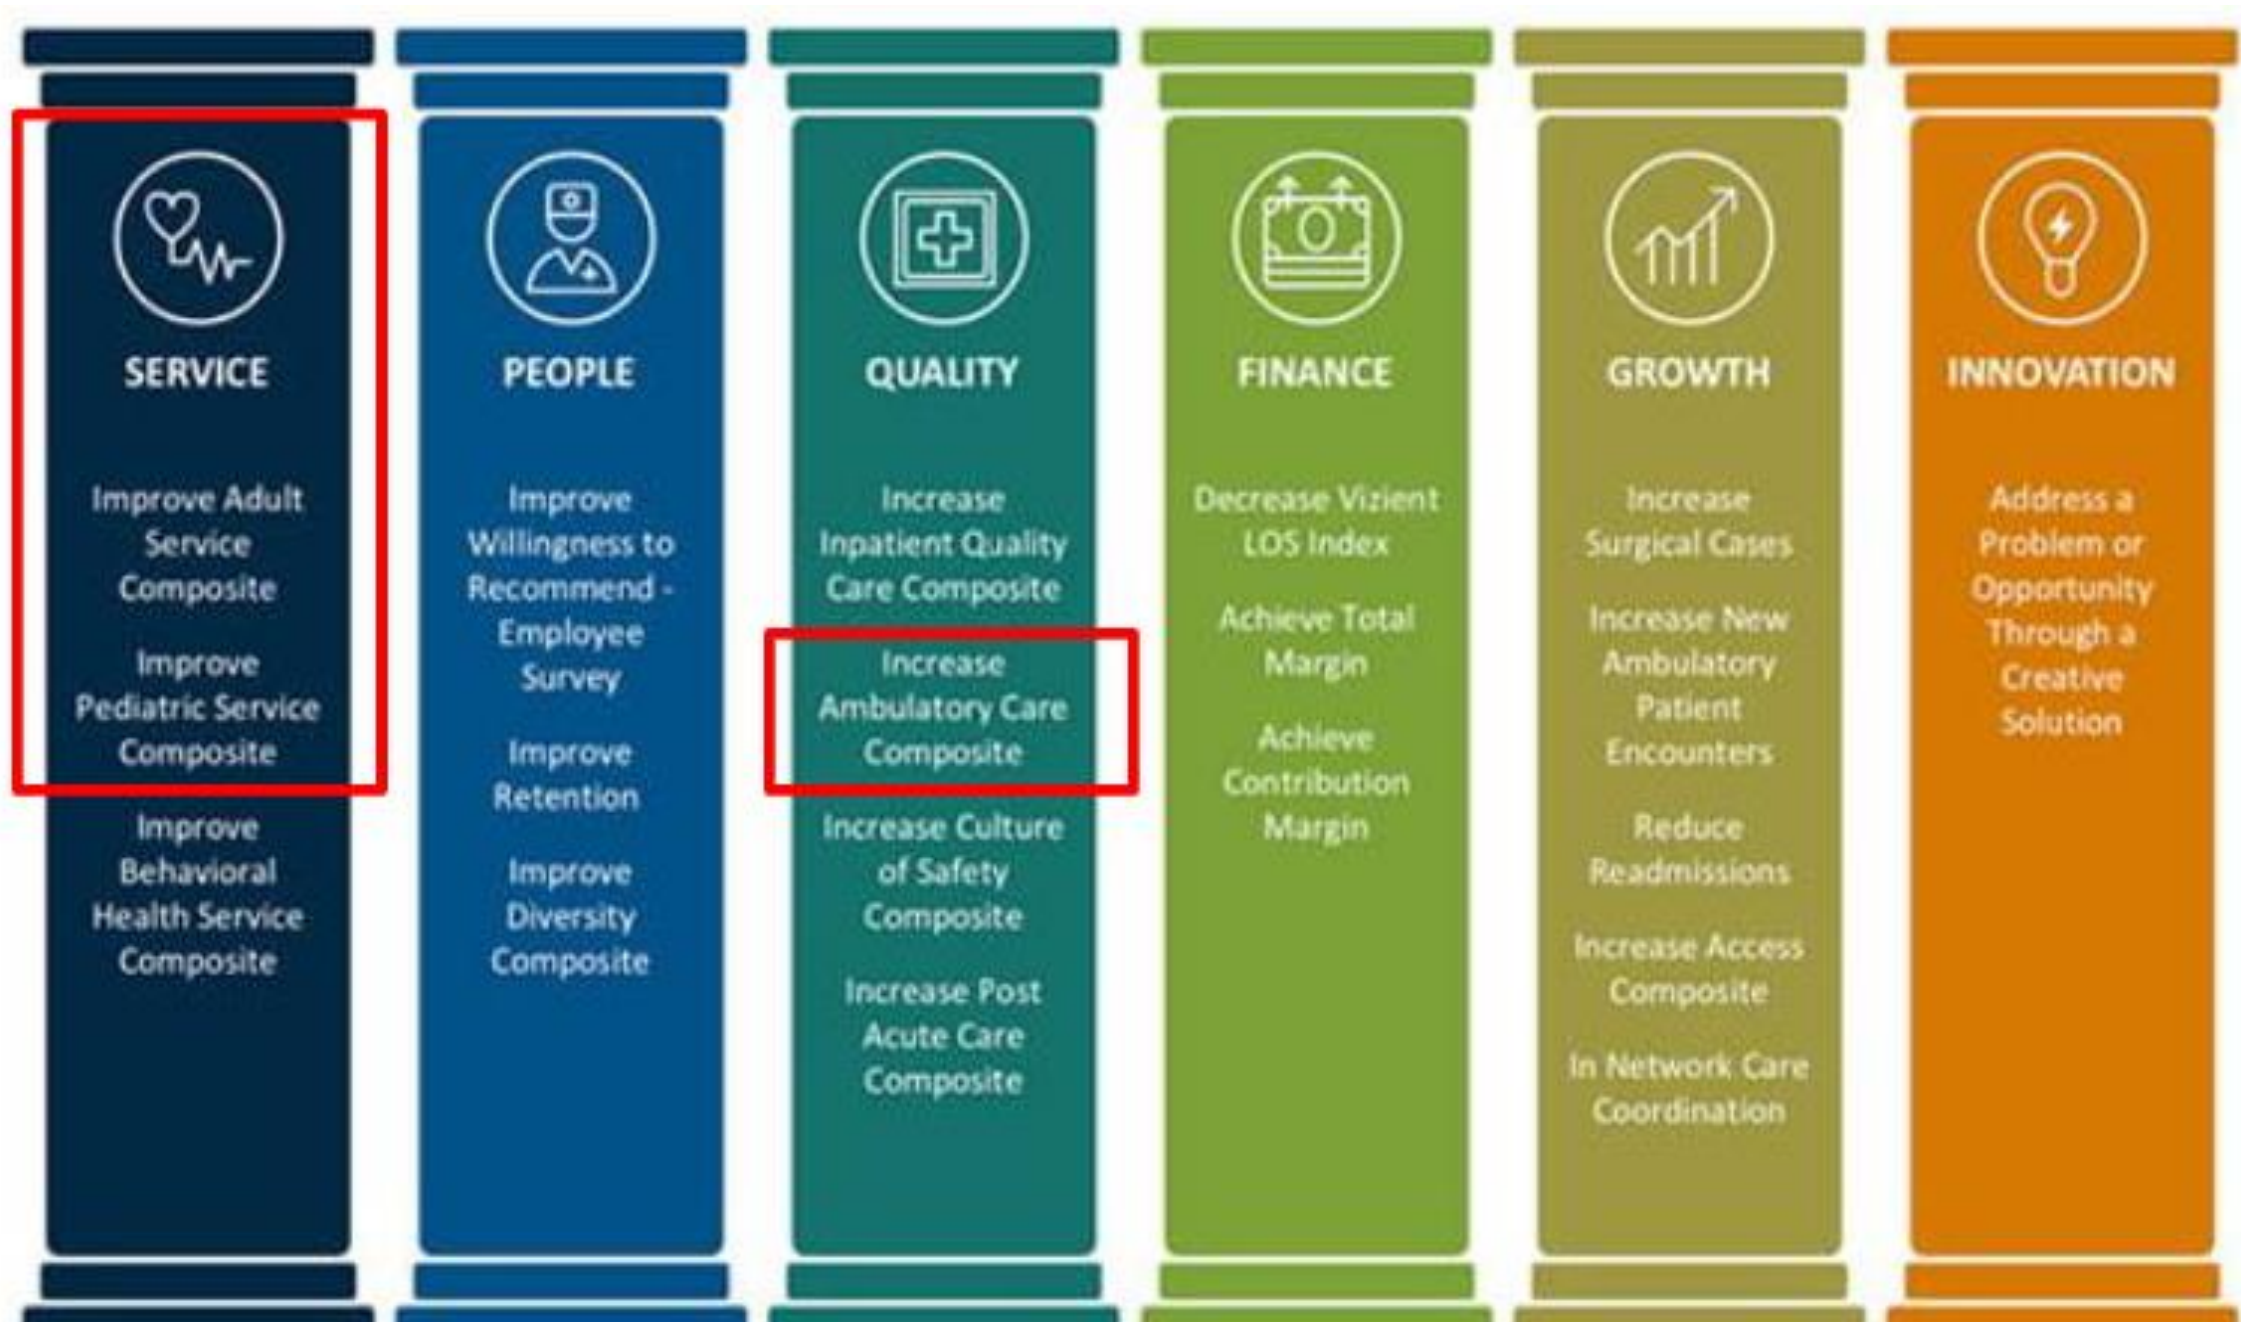 SERVICE
Improve Adult
Service
Composite
Improve
Pediatric Service
Composite
Improve
Behavioral
Health Service
Composite
PEOPLE
Improve
Willingness to
Recommend -
Employee
Survey
Improve
Retention
Improve
Diversity
Composite
QUALITY
Increase
Inpatient Quality
Care Composite
Increase
Ambulatory Care
Composite
Increase Culture
of Safety
Composite
Increase Post
Acute Care
Composite
FINANCE
Decrease Vizient
LOS Index
Achieve Total
Margin
Achieve
Contribution
Margin
GROWTH
Increase
Surgical Cases
Increase New
Ambulatory
Patient
Encounters
Reduce
Readmissions
Increase Access
Composite
In Network Care
Coordination
INNOVATION
Address a
Problem or
Opportunity
Through a
Creative
Solution